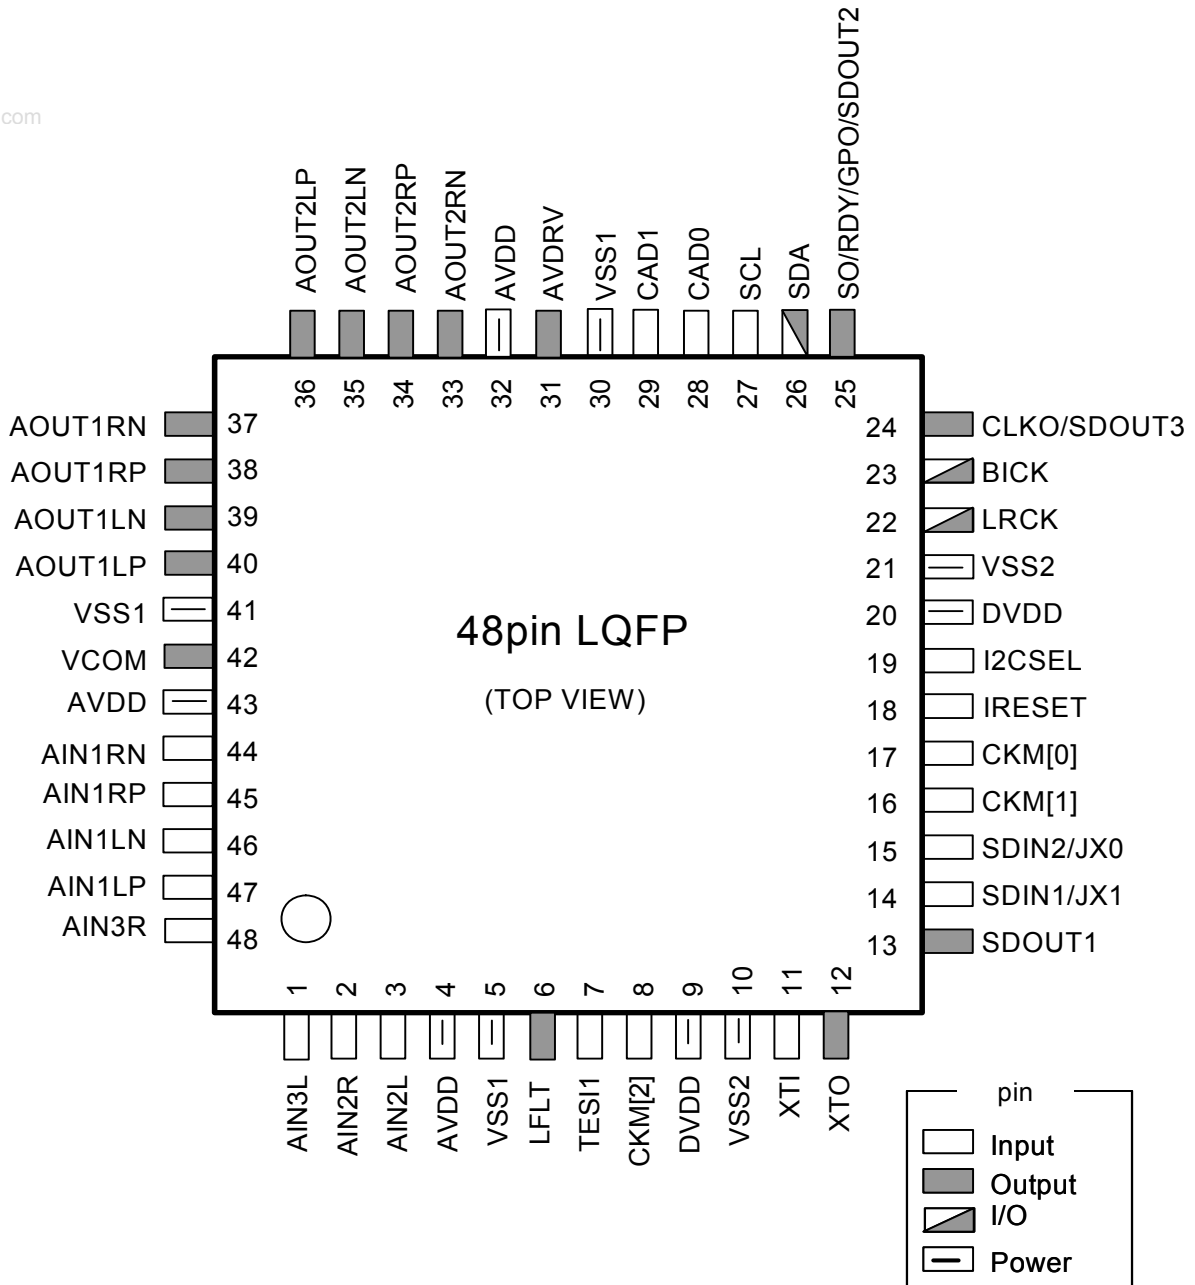 com
AOUT2LP
AOUT2LN
AOUT2RP
AOUT2RN
AVDD
AVDRV
VSS1
CAD1
CAD0
SCL
SDA
SO/RDY/GPO/SDOUT2
36
35
34
33
32
31
30
29
28
27
26
25
AOUT1RN 37
AOUT1RP 38
AOUT1LN 39
AOUT1LP 40
VSS1 41
VCOM 42
AVDD 43
AIN1RN 44
AIN1RP 45
AIN1LN 46
AIN1LP 47
AIN3R 48
48pin LQFP
(TOP VIEW)
24 CLKO/SDOUT3
23 BICK
22 LRCK
21 VSS2
20 DVDD
19 I2CSEL
18 IRESET
17 CKM[0]
16 CKM[1]
15 SDIN2/JX0
14 SDIN1/JX1
13 SDOUT1
1
2
3
4
5
6
7
8
9
10
11
12
AIN3L
AIN2R
AIN2L
AVDD
VSS1
LFLT
TESI1
CKM[2]
DVDD
VSS2
XTI
XTO
pin
Input
Output
I/O
Power